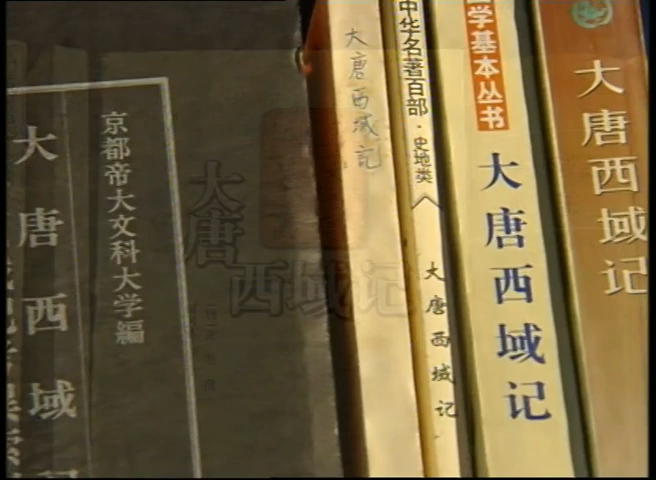 大唐西域
京都帝大文科大学編
大唐
西域记
大唐西域記
中华名著百部·史地类
大唐西域记
学基本丛书
大唐西域记
大唐西域记